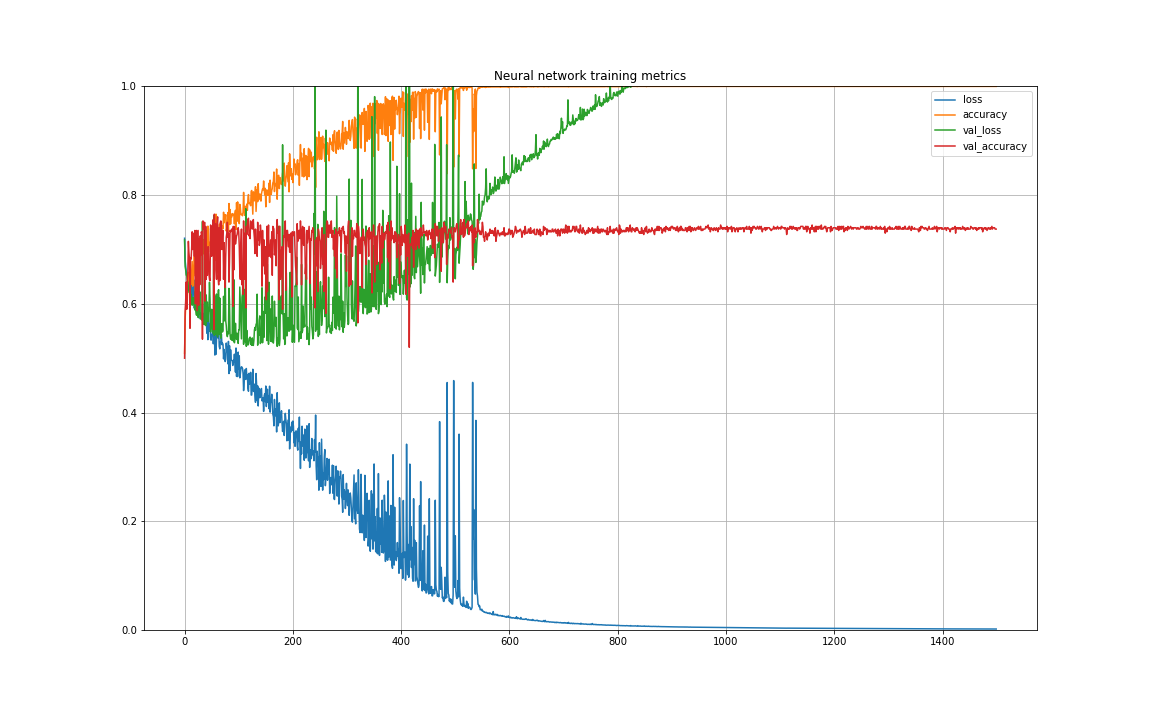 Neural network training metrics
1.0
0.8
0.6
0.4
0.2
0.0
0 200 400 600 800 1000 1200 1400
loss
accuracy
val_loss
val_accuracy